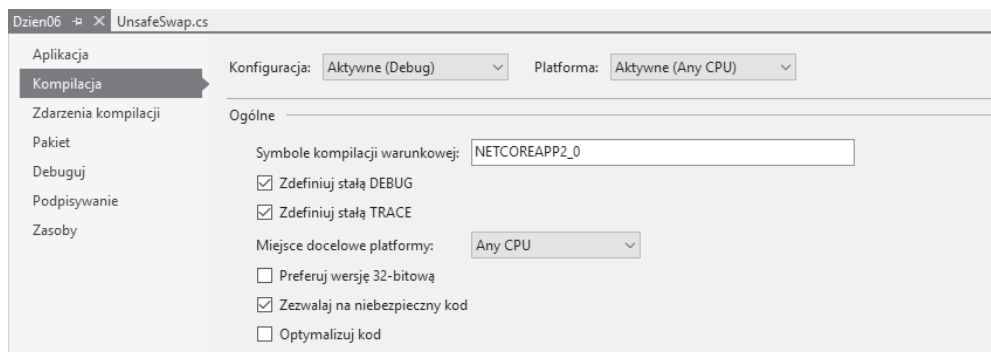 Dzien06 UnsafeSwap.cs
Aplikacja
Kompilacja
Zdarzenia kompilacji
Pakiet
Debuguj
Podpisywanie
Zasoby
Konfiguracja: Aktywne (Debug) Platforma: Aktywne (Any CPU)
Ogólne
Symbole kompilacji warunkowej: NETCOREAPP2_0
Zdefiniuj stałą DEBUG
Zdefiniuj stałą TRACE
Miejsce docelowe platformy: Any CPU
Preferuj wersję 32-bitową
Zezwalaj na niebezpieczny kod
Optymalizuj kod